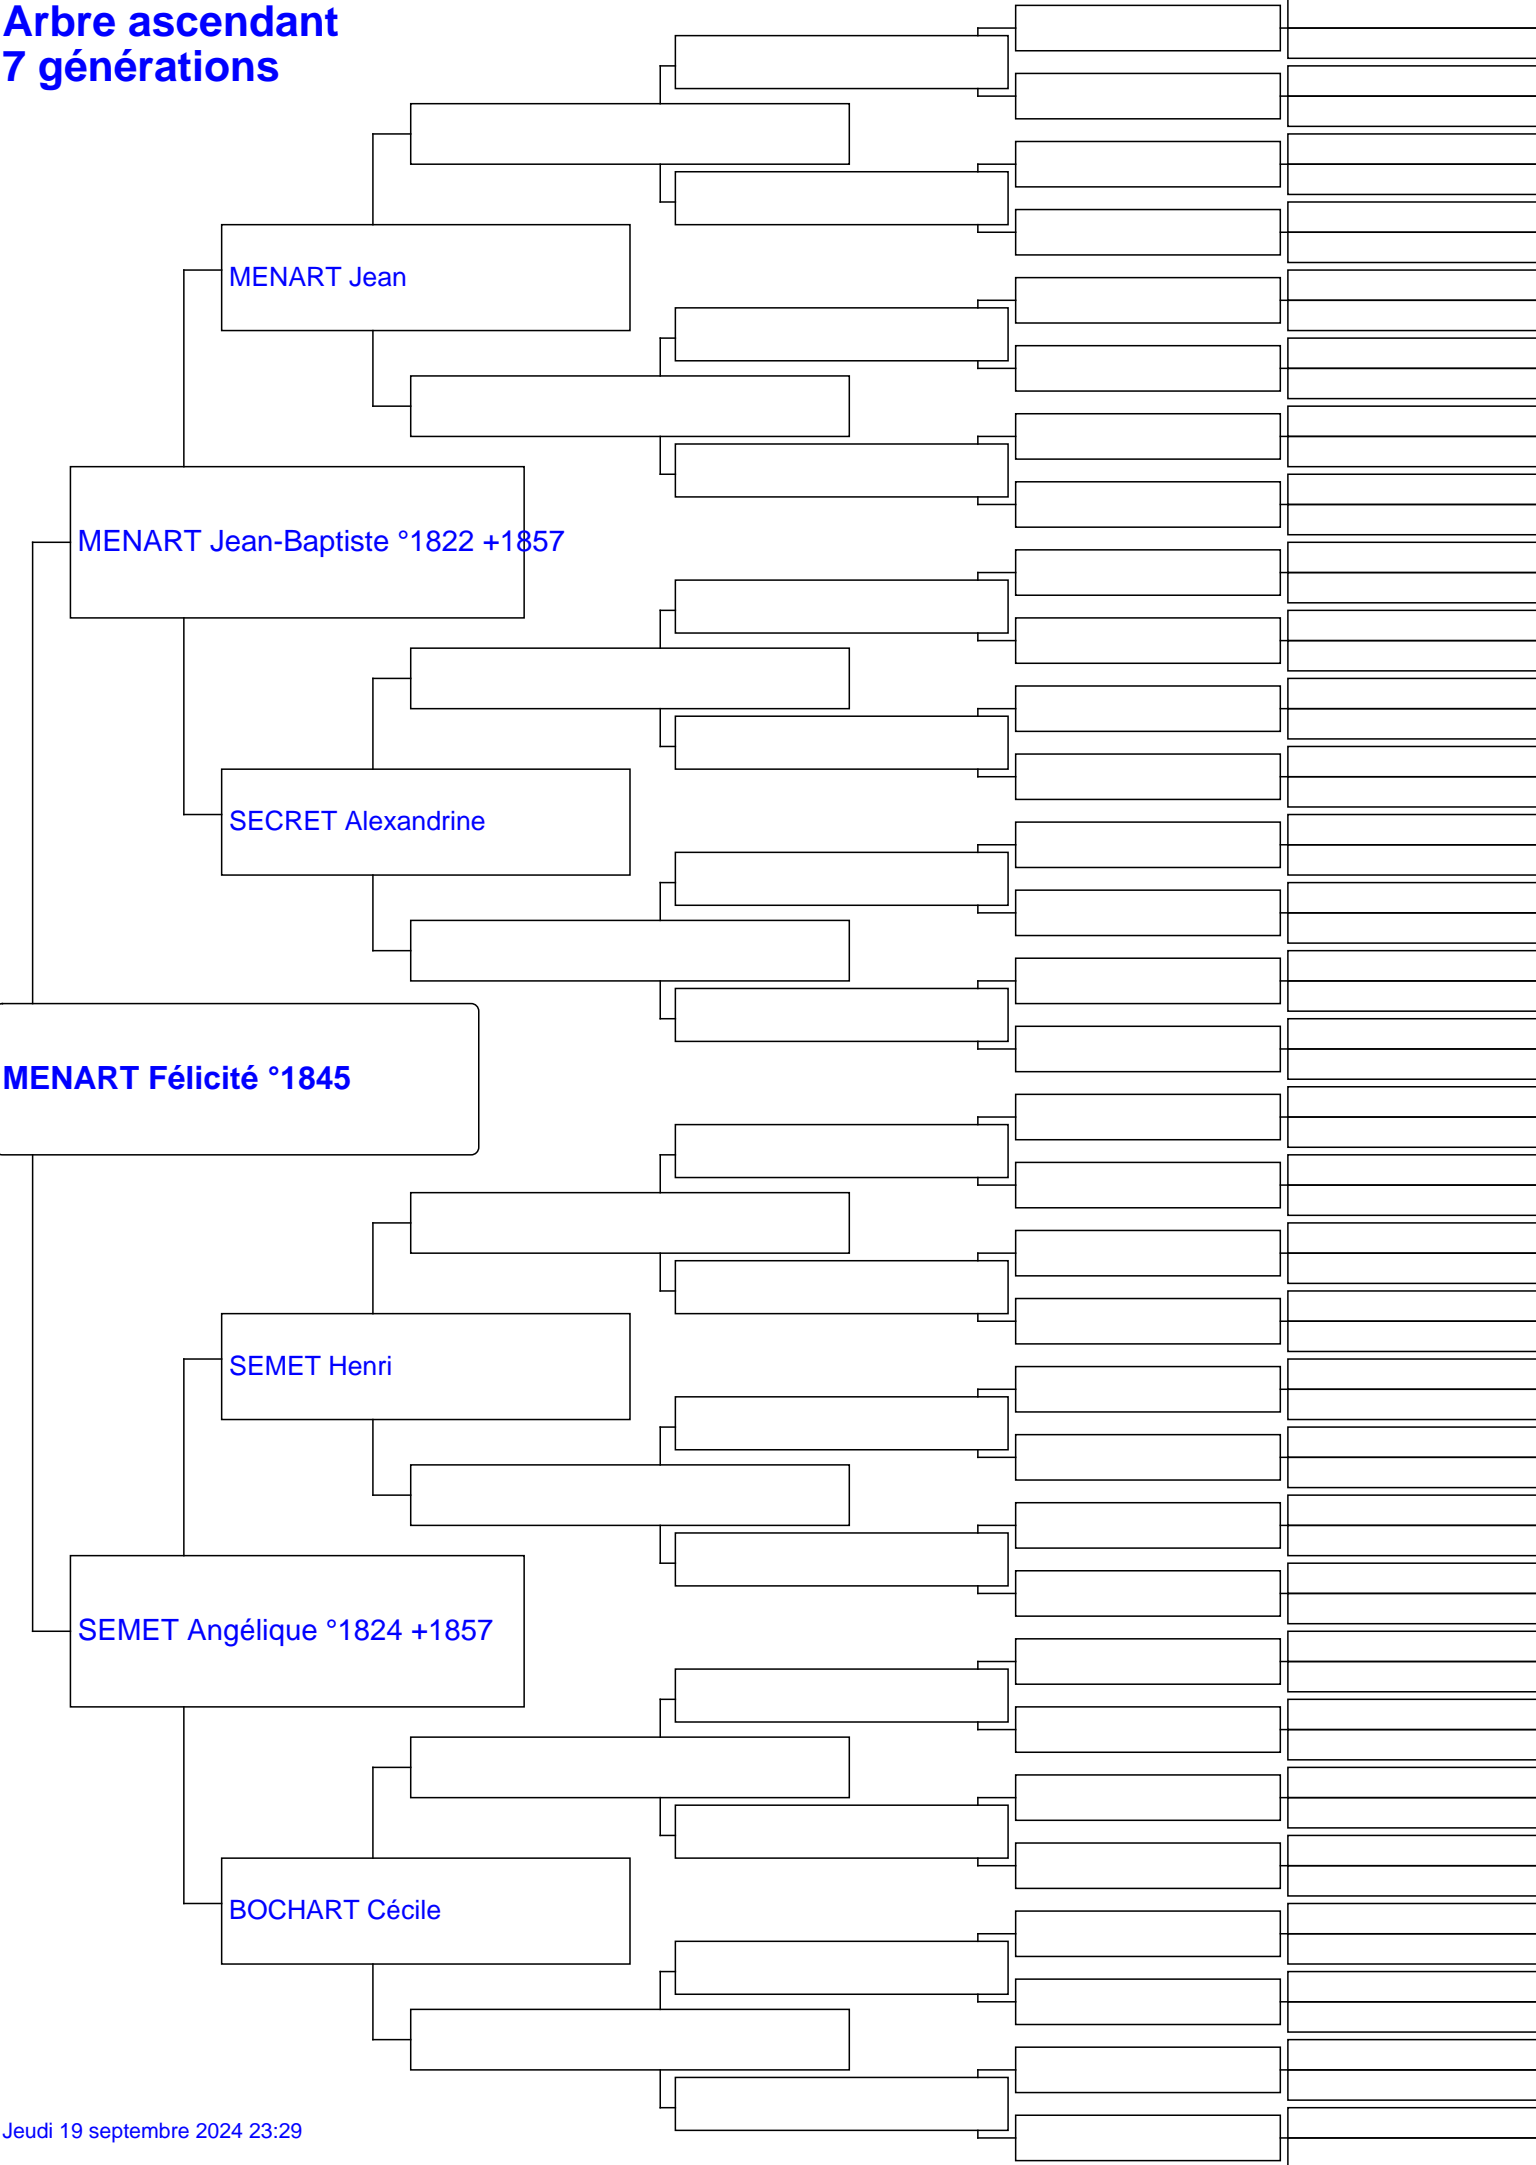 Arbre ascendant
7 générations
MENART Jean
MENART Jean-Baptiste °1822 +1857
SECRET Alexandrine
MENART Félicité °1845
SEMET Henri
SEMET Angélique °1824 +1857
BOCHART Cécile
Jeudi 19 septembre 2024 23:29